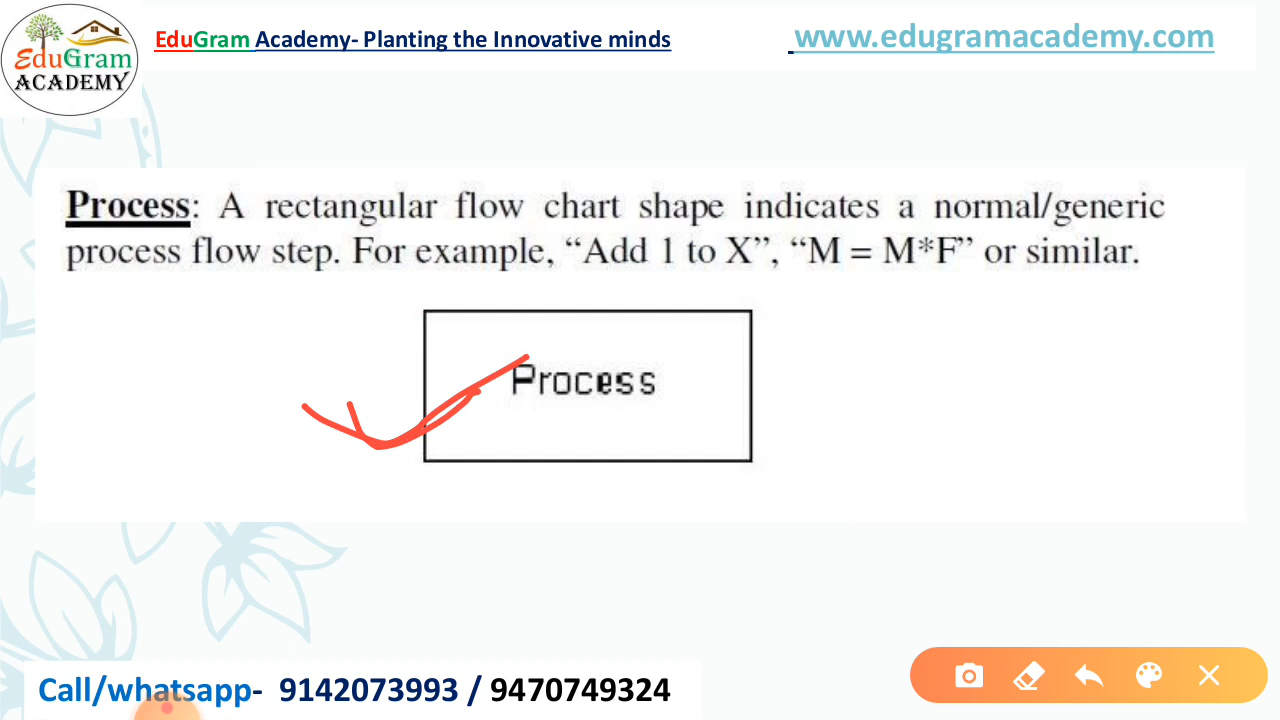 EduGram
ACADEMY
EduGram Academy- Planting the Innovative minds
www.edugramacademy.com
Process: A rectangular flow chart shape indicates a normal/generic
process flow step. For example, “Add 1 to X”, “M = M*F” or similar.
Process
Call/whatsapp- 9142073993 / 9470749324